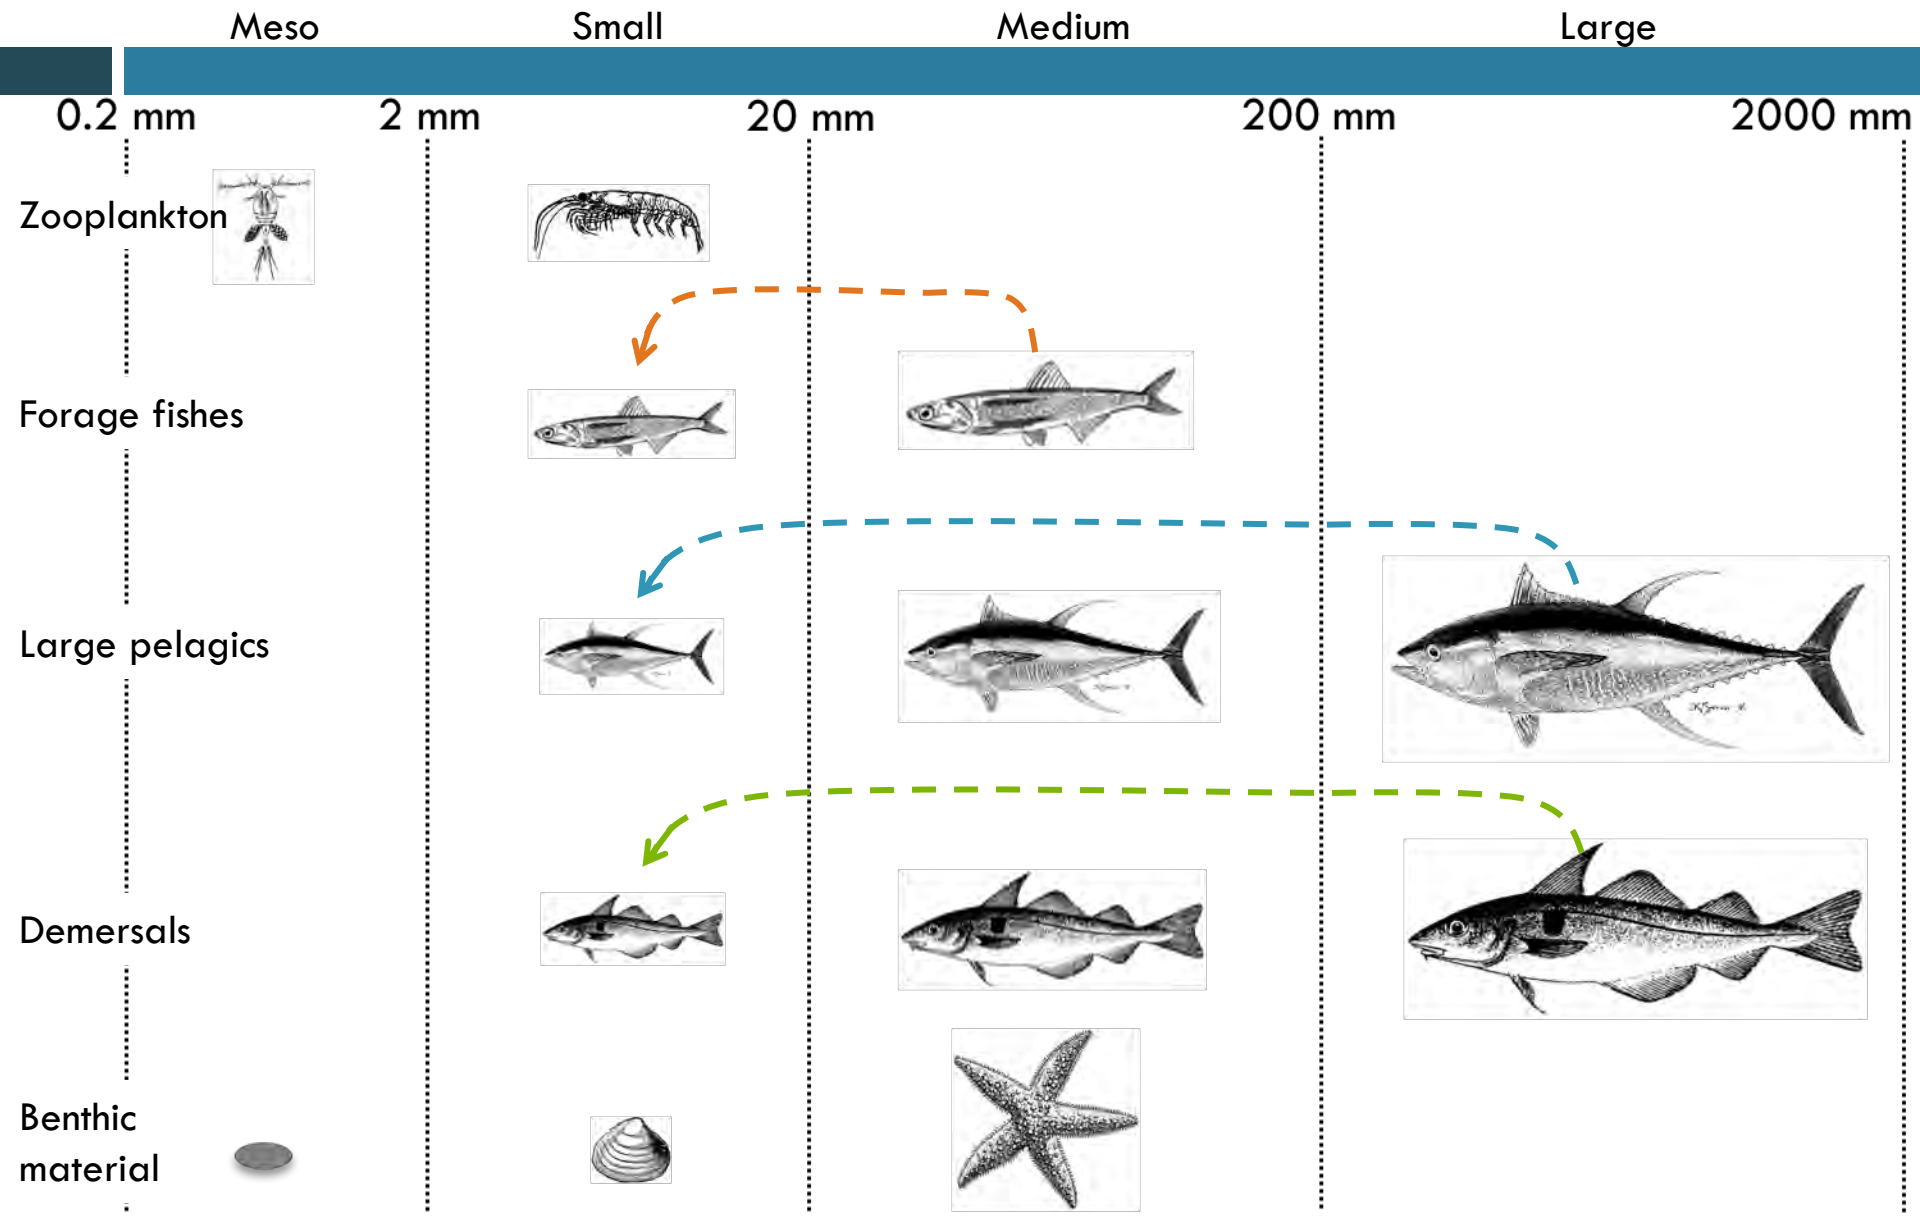 Meso Small Medium Large
0.2 mm 2 mm 20 mm 200 mm 2000 mm
Zooplankton
Forage fishes
Large pelagics
Demersals
Benthic
material